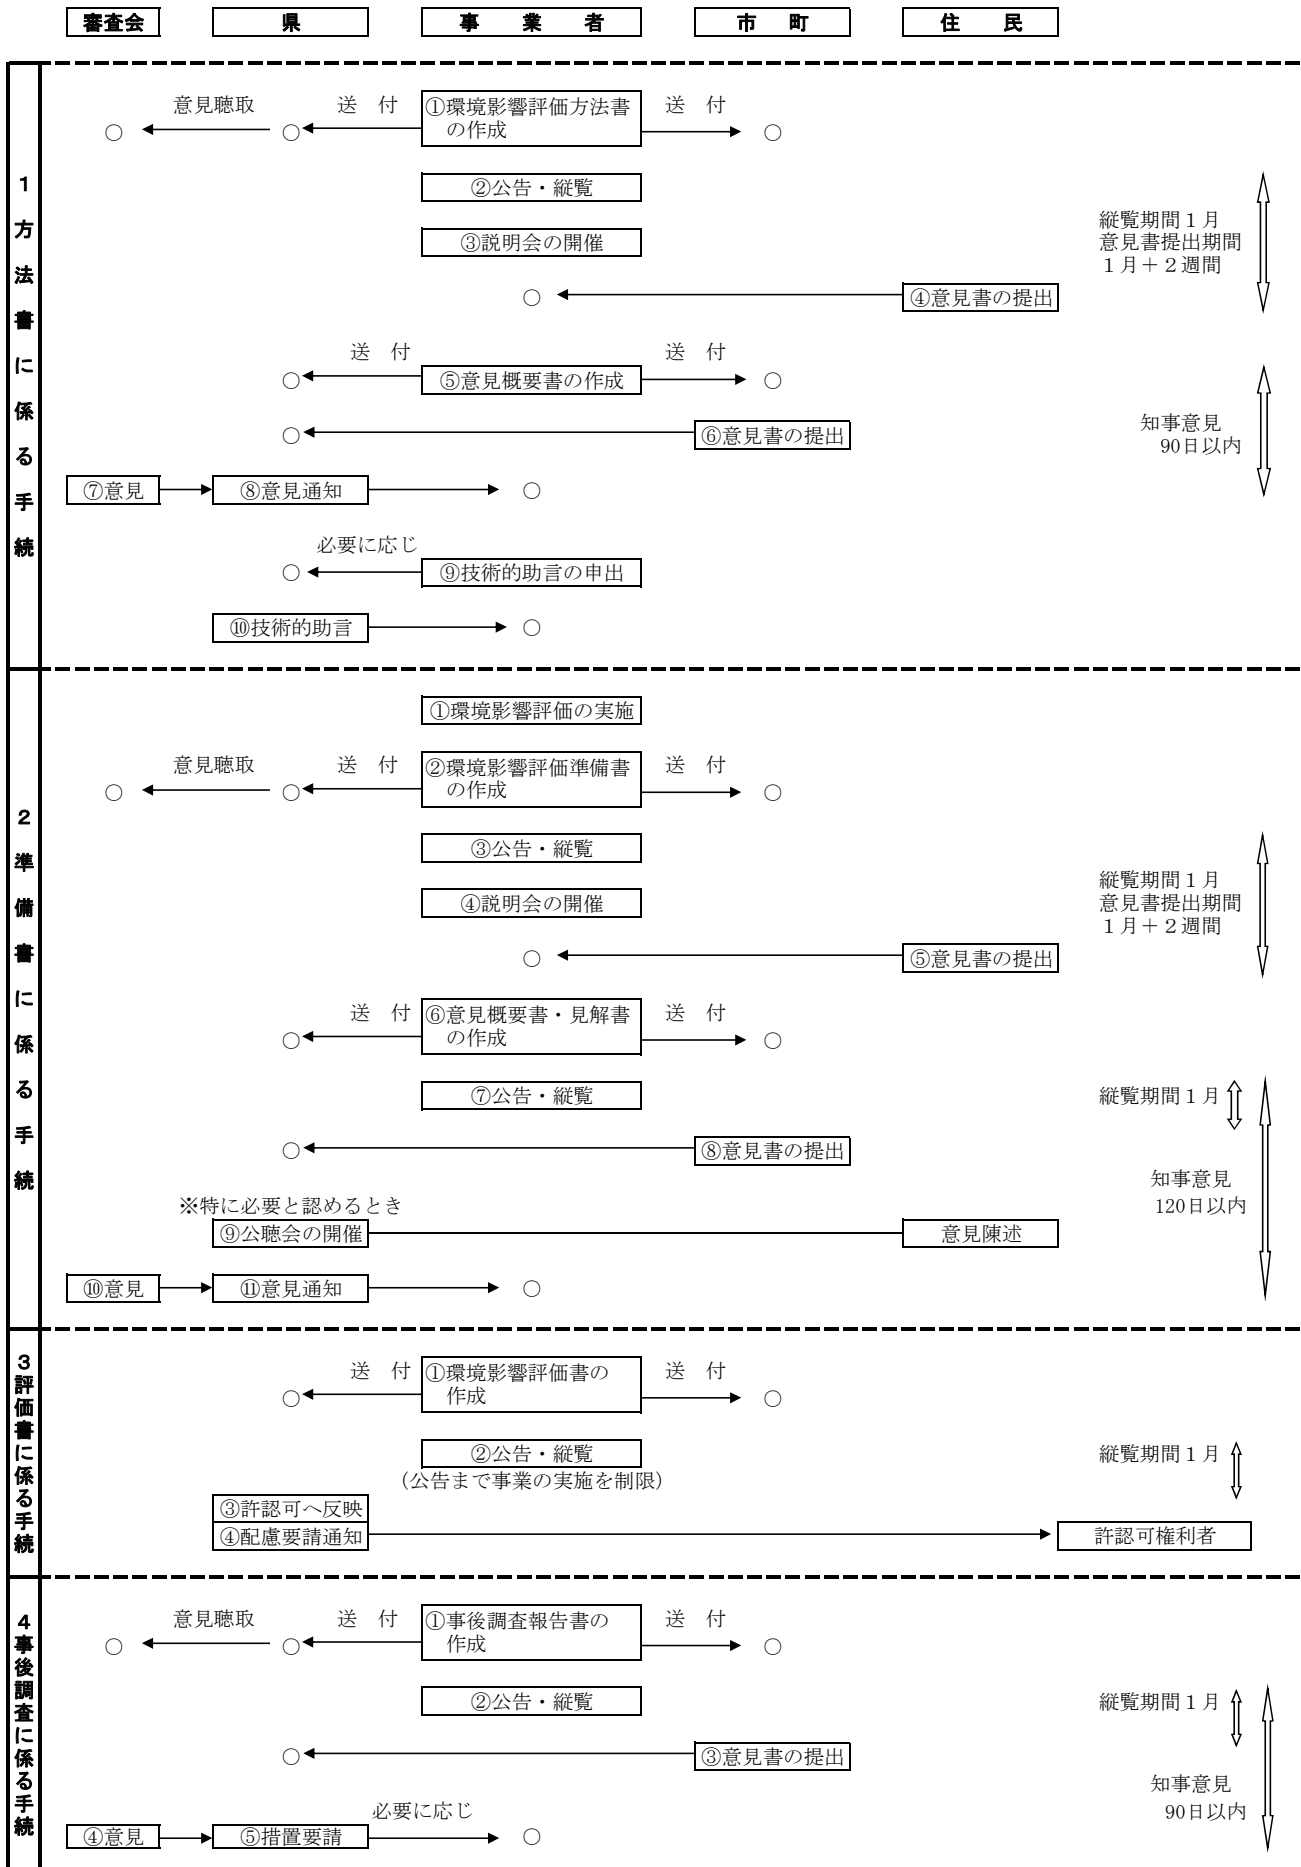 審査会
県
事　業　者
市　町
住　民
1方法書に係る手続
意見聴取
送　付
①環境影響評価方法書
の作成
送　付
○
○
○
②公告・縦覧
③説明会の開催
縦覧期間１月
意見書提出期間
１月＋２週間
○
④意見書の提出
送　付
⑤意見概要書の作成
送　付
○
○
○
⑥意見書の提出
知事意見
90日以内
⑦意見
⑧意見通知
○
必要に応じ
○
⑨技術的助言の申出
⑩技術的助言
○
2準備書に係る手続
①環境影響評価の実施
意見聴取
送　付
②環境影響評価準備書
の作成
送　付
○
○
○
③公告・縦覧
④説明会の開催
縦覧期間１月
意見書提出期間
１月＋２週間
○
⑤意見書の提出
送　付
⑥意見概要書・見解書
の作成
送　付
○
○
⑦公告・縦覧
縦覧期間１月
○
⑧意見書の提出
知事意見
120日以内
※特に必要と認めるとき
⑨公聴会の開催
意見陳述
⑩意見
⑪意見通知
○
3評価書に係る手続
送　付
①環境影響評価書の
作成
送　付
○
○
②公告・縦覧
(公告まで事業の実施を制限)
縦覧期間１月
③許認可へ反映
④配慮要請通知
許認可権利者
4事後調査に係る手続
意見聴取
送　付
①事後調査報告書の
作成
送　付
○
○
○
②公告・縦覧
縦覧期間１月
○
③意見書の提出
知事意見
90日以内
必要に応じ
④意見
⑤措置要請
○